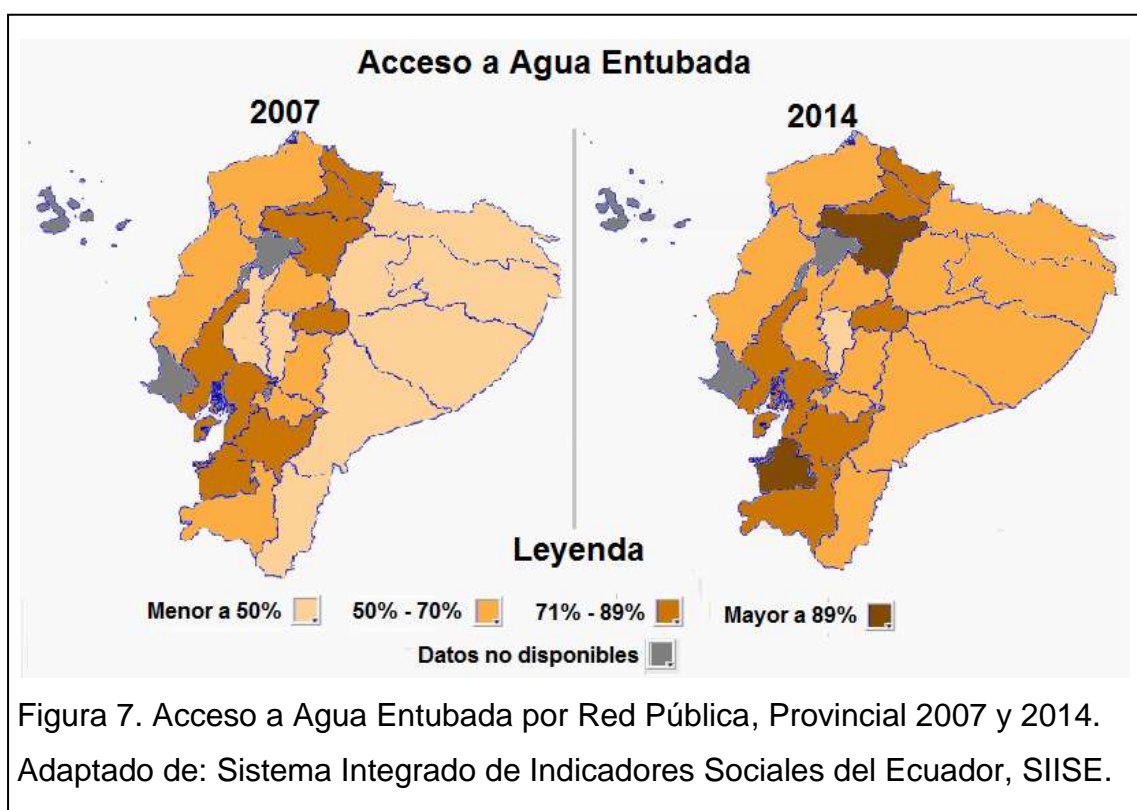 Acceso a Agua Entubada
2007
2014
Leyenda
Menor a 50%
50% - 70%
71% - 89%
Mayor a 89%
Datos no disponibles
Figura 7. Acceso a Agua Entubada por Red Pública, Provincial 2007 y 2014.
Adaptado de: Sistema Integrado de Indicadores Sociales del Ecuador, SIISE.